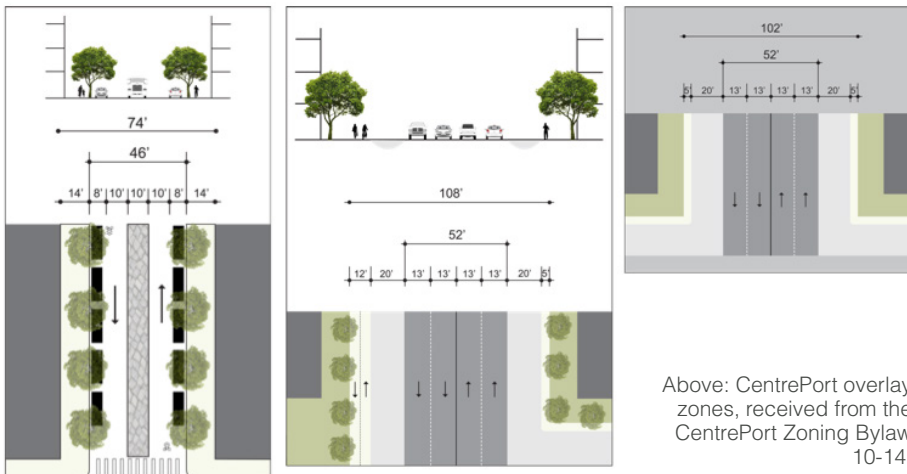 74'
46'
14' 8' 10' 10' 10' 8' 14'
108'
52'
12' 20' 13' 13' 13' 13' 20' 5'
102'
52'
5' 20' 13' 13' 13' 13' 20' 5'
Above: CentrePort overlay
zones, received from the
CentrePort Zoning Bylaw
10-14